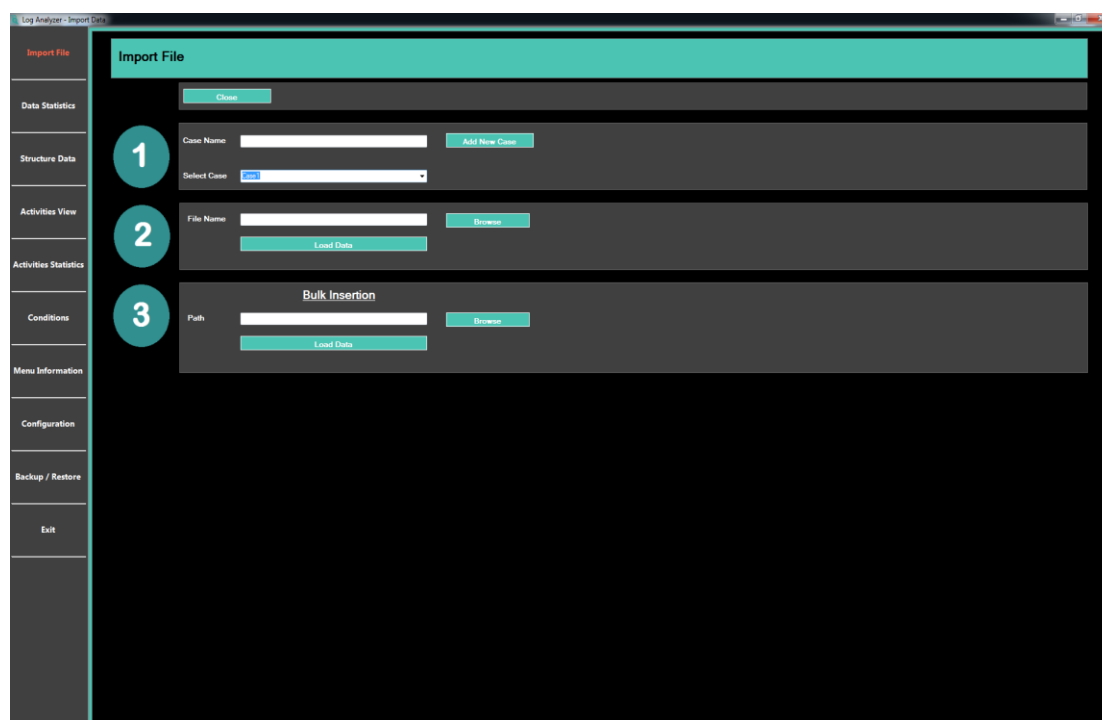 Log Analyzer - Import Data
Import File
Data Statistics
Structure Data
Activities View
Activities Statistics
Conditions
Menu Information
Configuration
Backup / Restore
Exit
Import File
Close
1
Case Name
Add New Case
Select Case
Case1
2
File Name
Browse
Load Data
3
Bulk Insertion
Path
Browse
Load Data